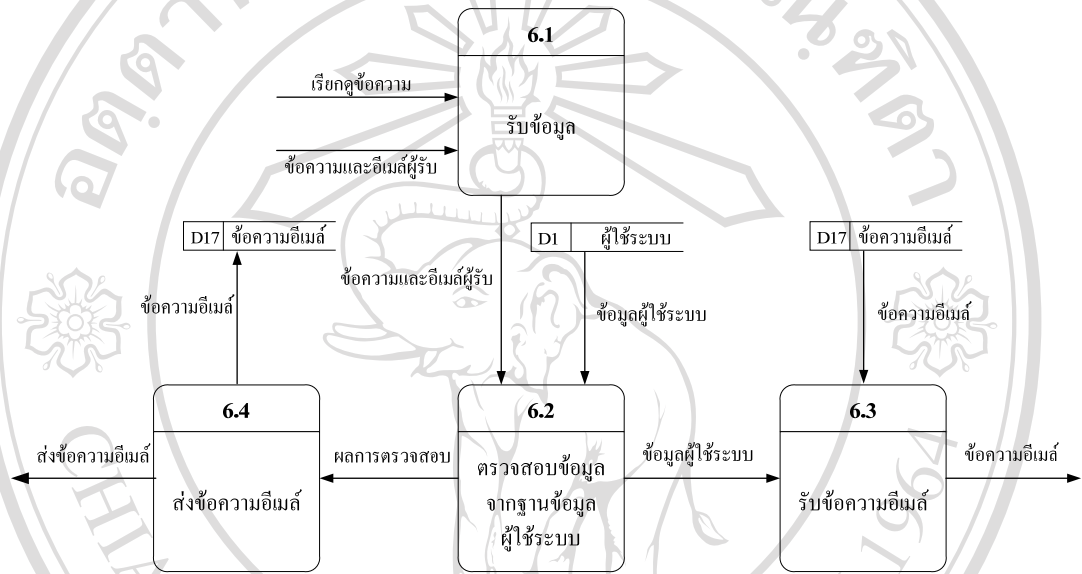 6.1
เรียกดูข้อความ
รับข้อมูล
ข้อความและอีเมล์ผู้รับ
D17 ข้อความอีเมล์
D1 ผู้ใช้ระบบ
D17 ข้อความอีเมล์
ข้อความและอีเมล์ผู้รับ
ข้อความอีเมล์
ข้อมูลผู้ใช้ระบบ
ข้อความอีเมล์
6.4
6.2
6.3
ส่งข้อความอีเมล์
ผลการตรวจสอบ
ข้อมูลผู้ใช้ระบบ
ข้อความอีเมล์
ส่งข้อความอีเมล์
ตรวจสอบข้อมูล
จากฐานข้อมูล
ผู้ใช้ระบบ
รับข้อความอีเมล์
1964